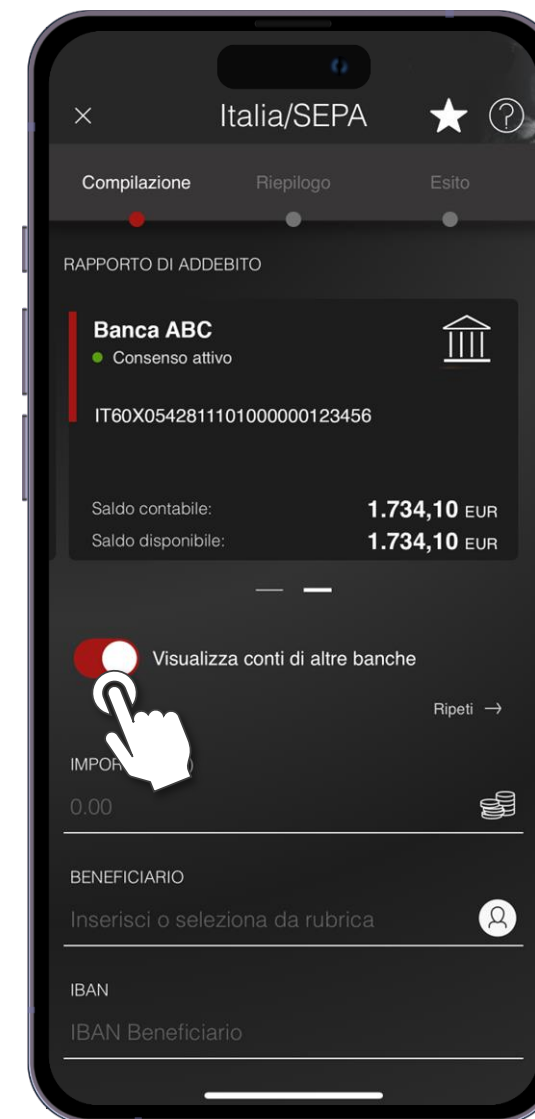 Italia/SEPA
Compilazione Riepilogo Esito
RAPPORTO DI ADDEBITO
Banca ABC
Consenso attivo
IT60X0542811101000000123456
Saldo contabile: 1.734,10 EUR
Saldo disponibile: 1.734,10 EUR
Visualizza conti di altre banche
Ripeti →
0.00
BENEFICIARIO
Inserisci o seleziona da rubrica
IBAN
IBAN Beneficiario